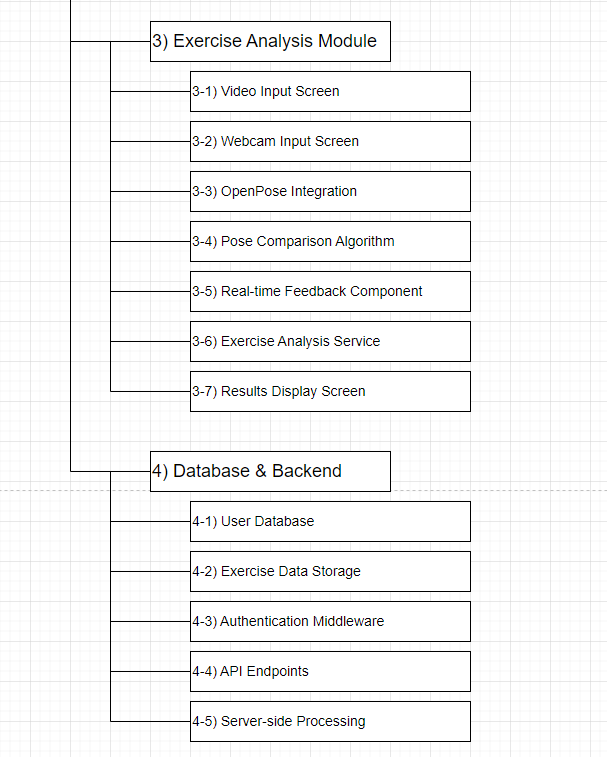 3) Exercise Analysis Module
3-1) Video Input Screen
3-2) Webcam Input Screen
3-3) OpenPose Integration
3-4) Pose Comparison Algorithm
3-5) Real-time Feedback Component
3-6) Exercise Analysis Service
3-7) Results Display Screen
4) Database & Backend
4-1) User Database
4-2) Exercise Data Storage
4-3) Authentication Middleware
4-4) API Endpoints
4-5) Server-side Processing